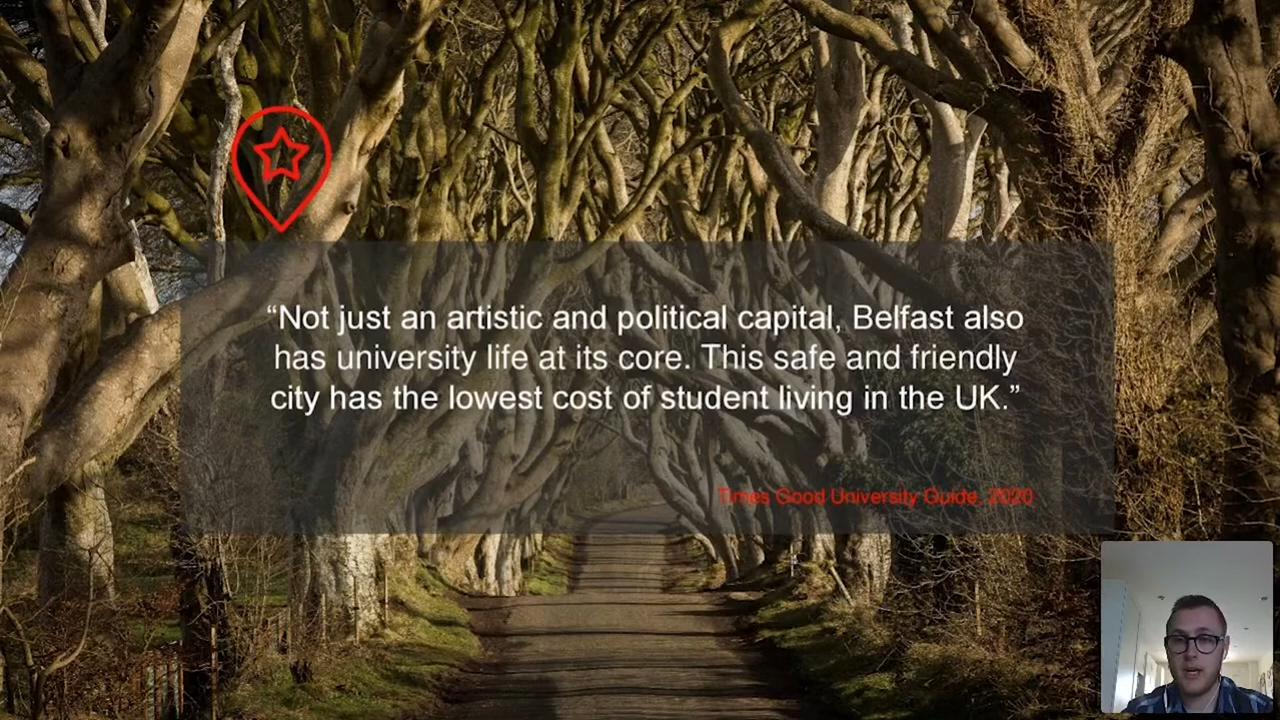 “Not just an artistic and political capital, Belfast also
has university life at its core. This safe and friendly
city has the lowest cost of student living in the UK.”
Times Good University Guide, 2020